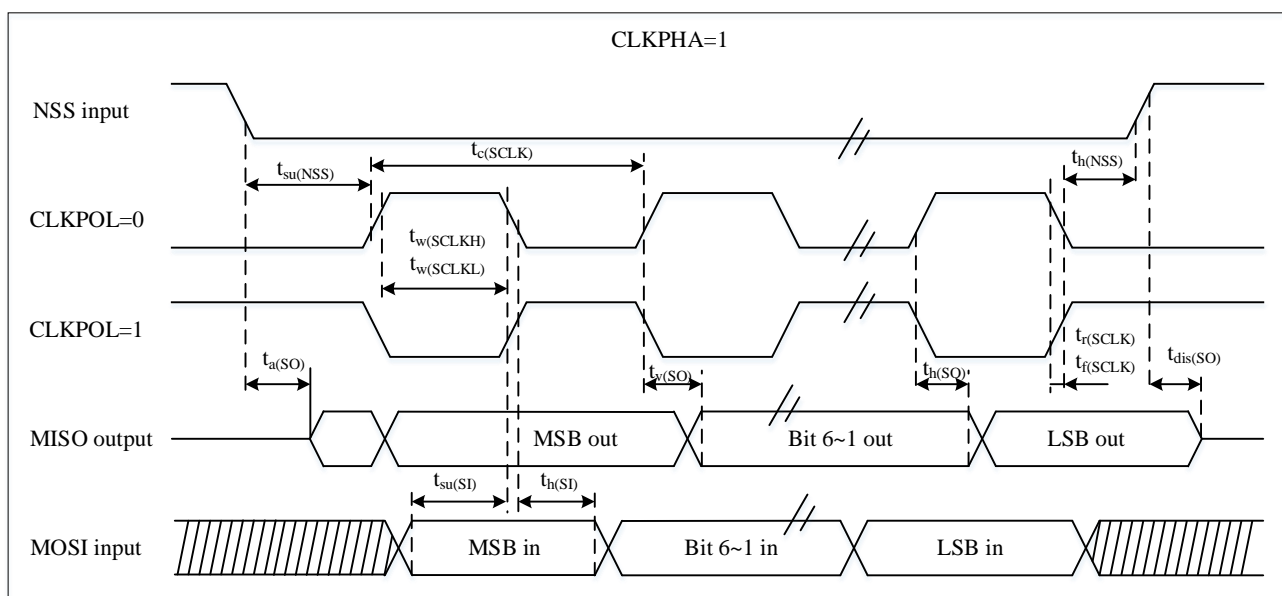 CLKPHA=1
NSS input
tc(SCLK)
tsu(NSS)
th(NSS)
CLKPOL=0
tw(SCLKH)
tw(SCLKL)
CLKPOL=1
ta(SO)
tv(SO)
th(SO)
tr(SCLK)
tf(SCLK)
tdis(SO)
MISO output
MSB out
Bit 6~1 out
LSB out
tsu(SI)
th(SI)
MOSI input
MSB in
Bit 6~1 in
LSB in